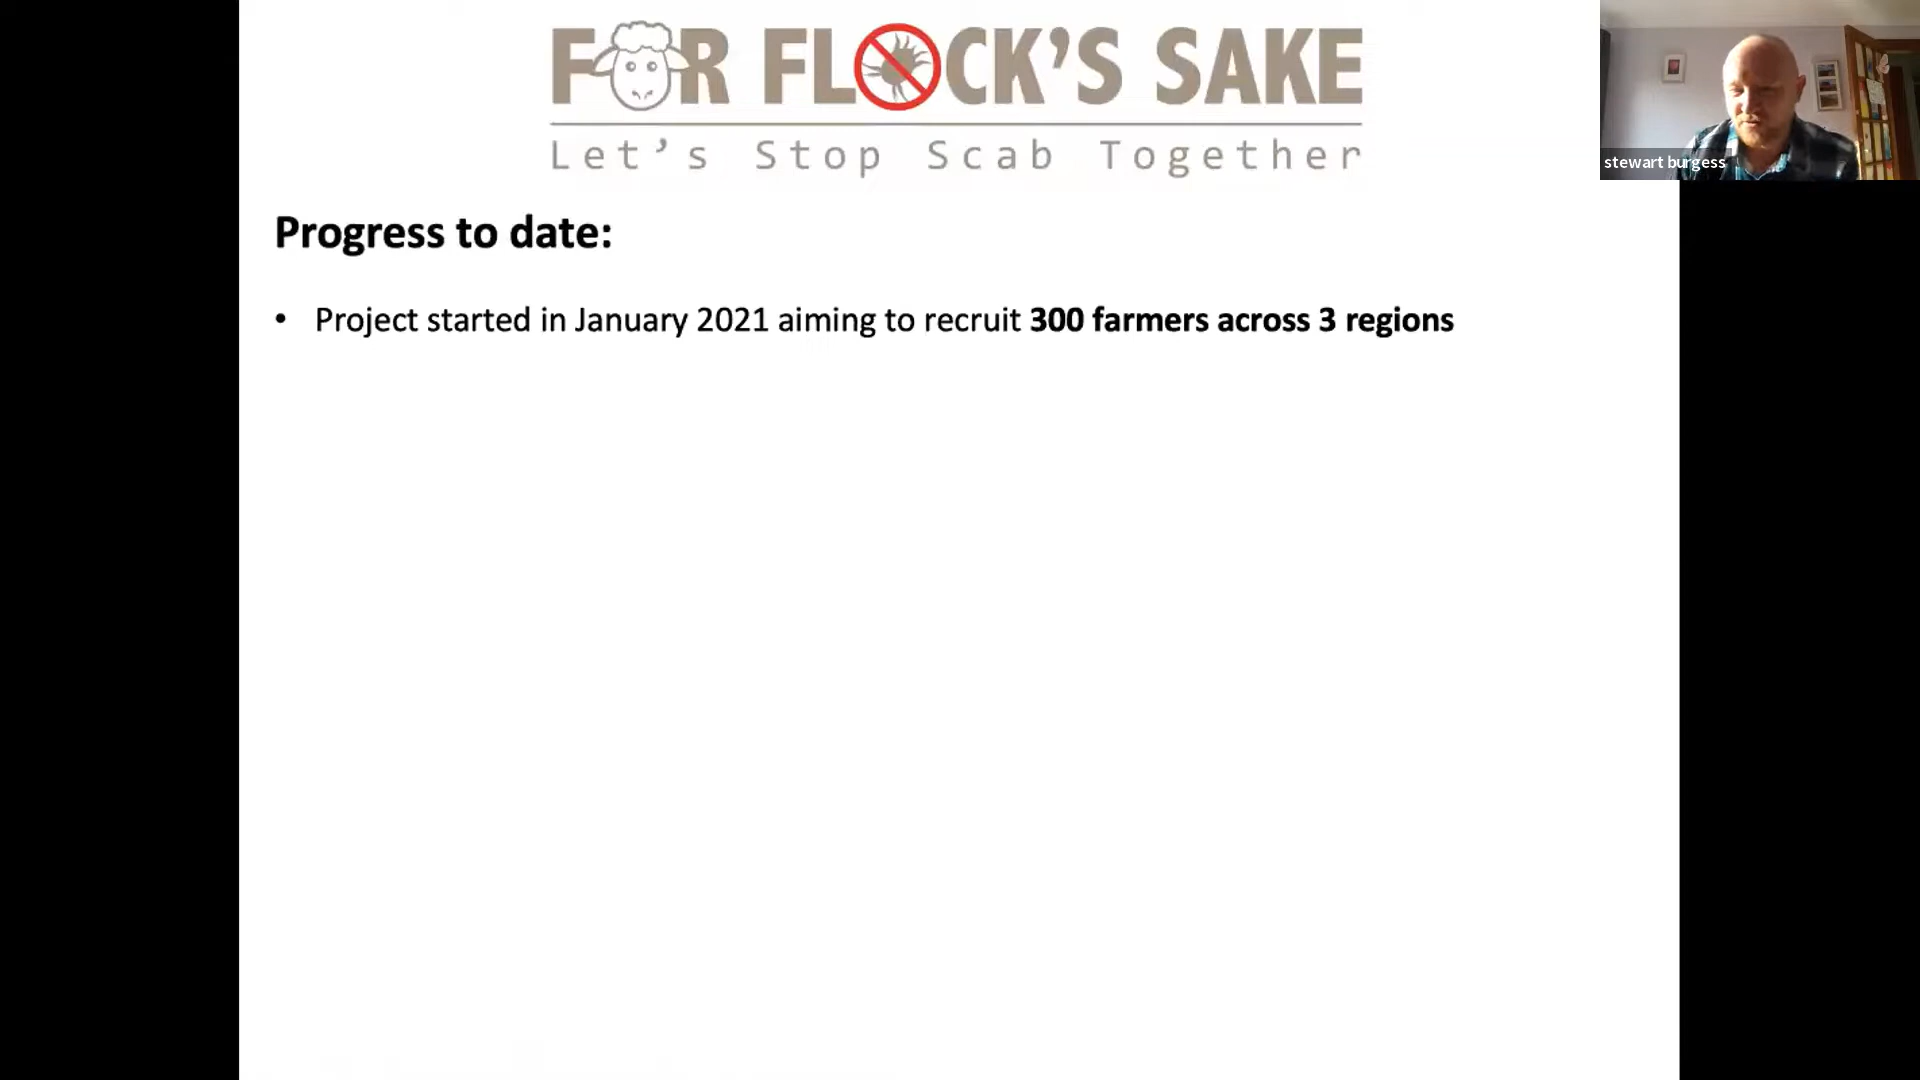 FOR FLOCK'S SAKE
Let's Stop Scab Together
stewart burgess
Progress to date:
• Project started in January 2021 aiming to recruit 300 farmers across 3 regions